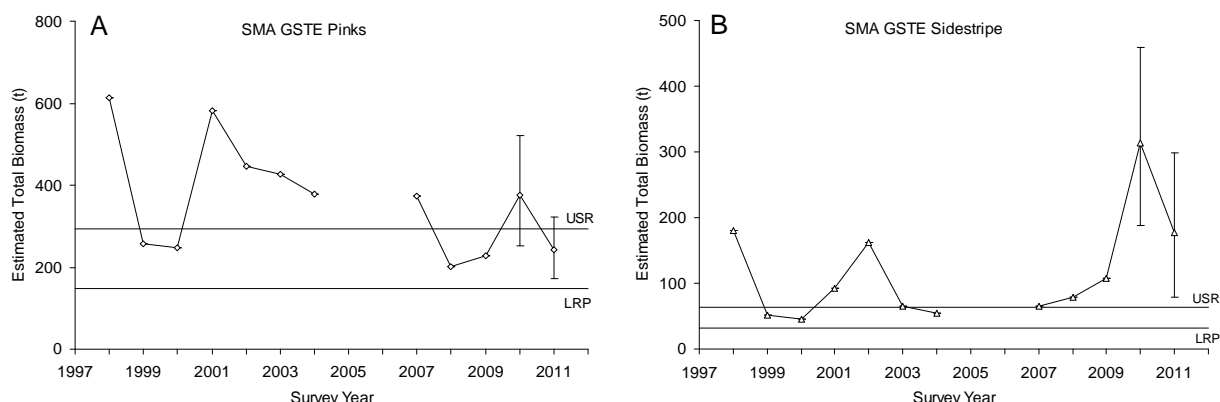 A
SMA GSTE Pinks
Estimated Total Biomass (t)
800
600
400
200
0
USR
LRP
1997 1999 2001 2003 2005 2007 2009 2011
Survey Year
B
SMA GSTE Sidestripe
Estimated Total Biomass (t)
500
400
300
200
100
0
USR
LRP
1997 1999 2001 2003 2005 2007 2009 2011
Survey Year